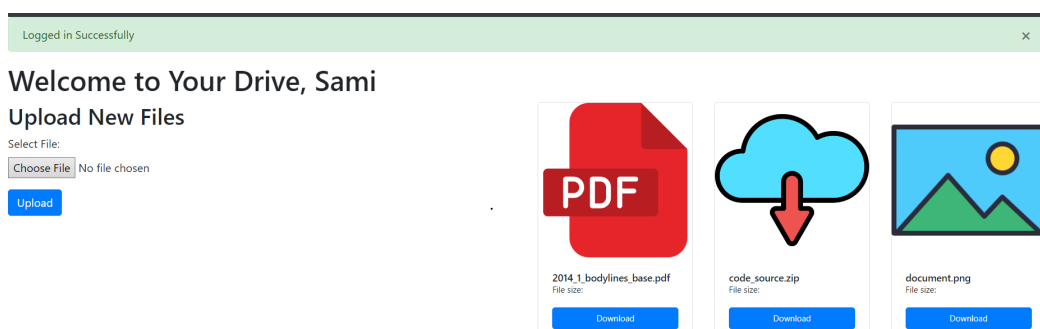 Logged in Successfully ×
Welcome to Your Drive, Sami
Upload New Files
Select File:
Choose File No file chosen
Upload
.
PDF
2014_1_bodylines_base.pdf
File size:
Download
code_source.zip
File size:
Download
document.png
File size:
Download